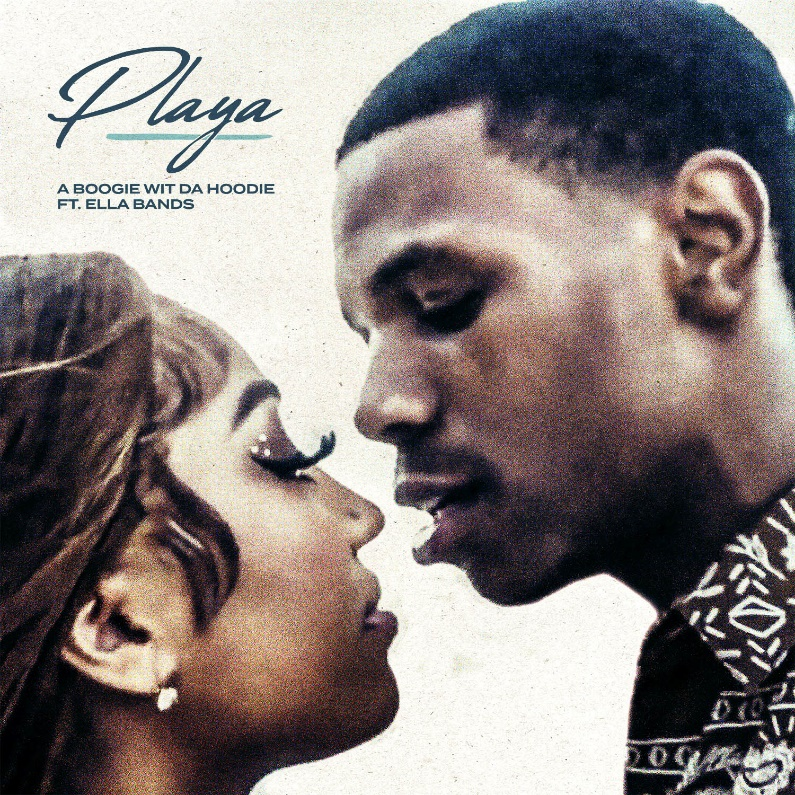 Playa
A BOOGIE WIT DA HOODIE
FT. ELLA BANDS